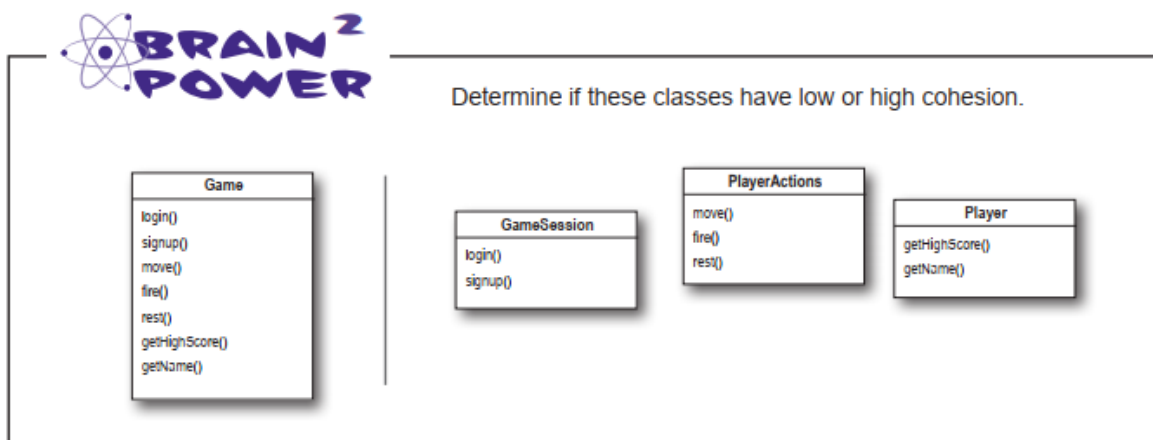 BRAIN 2
POWER
Determine if these classes have low or high cohesion.
Game
login()
signup()
move()
fire()
rest()
getHighScore()
getName()
GameSession
login()
signup()
PlayerActions
move()
fire()
rest()
Player
getHighScore()
getName()